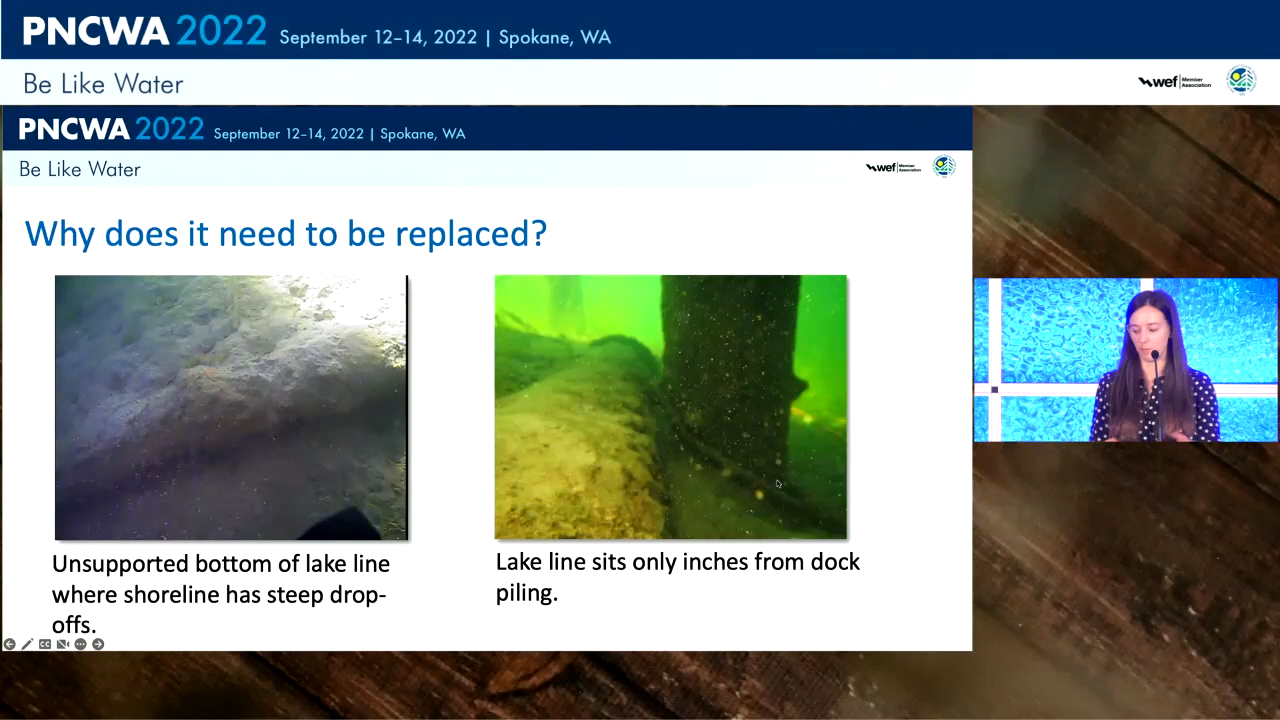 PNCWA 2022 September 12–14, 2022 | Spokane, WA
Be Like Water
wef Member Association
PNCWA 2022 September 12–14, 2022 | Spokane, WA
Be Like Water
wef Member Association
Why does it need to be replaced?
Unsupported bottom of lake line
where shoreline has steep drop-
offs.
Lake line sits only inches from dock
piling.
CC